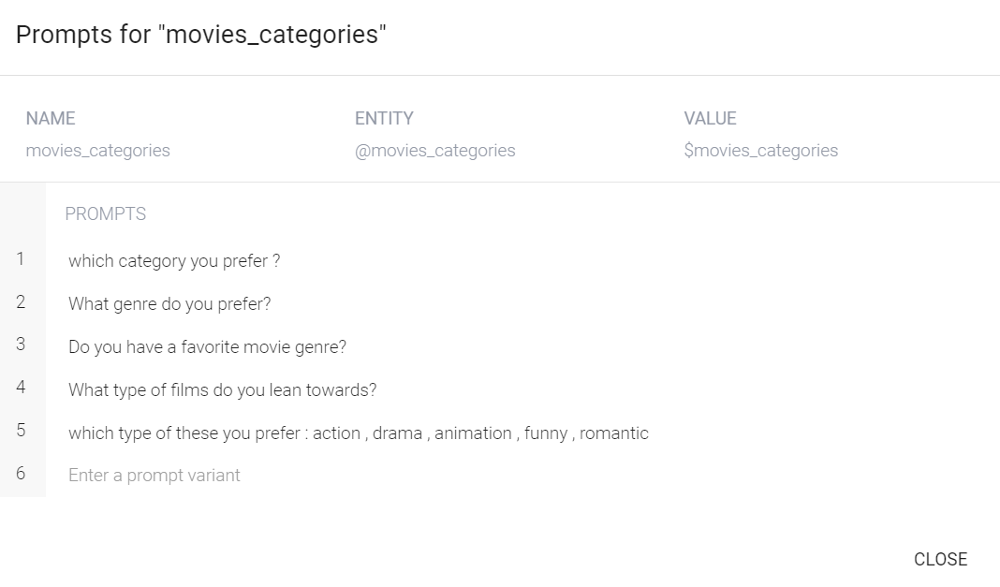 Prompts for "movies_categories"
NAME ENTITY VALUE
movies_categories @movies_categories $movies_categories
PROMPTS
1 which category you prefer ?
2 What genre do you prefer?
3 Do you have a favorite movie genre?
4 What type of films do you lean towards?
5 which type of these you prefer : action , drama , animation , funny , romantic
6 Enter a prompt variant
CLOSE